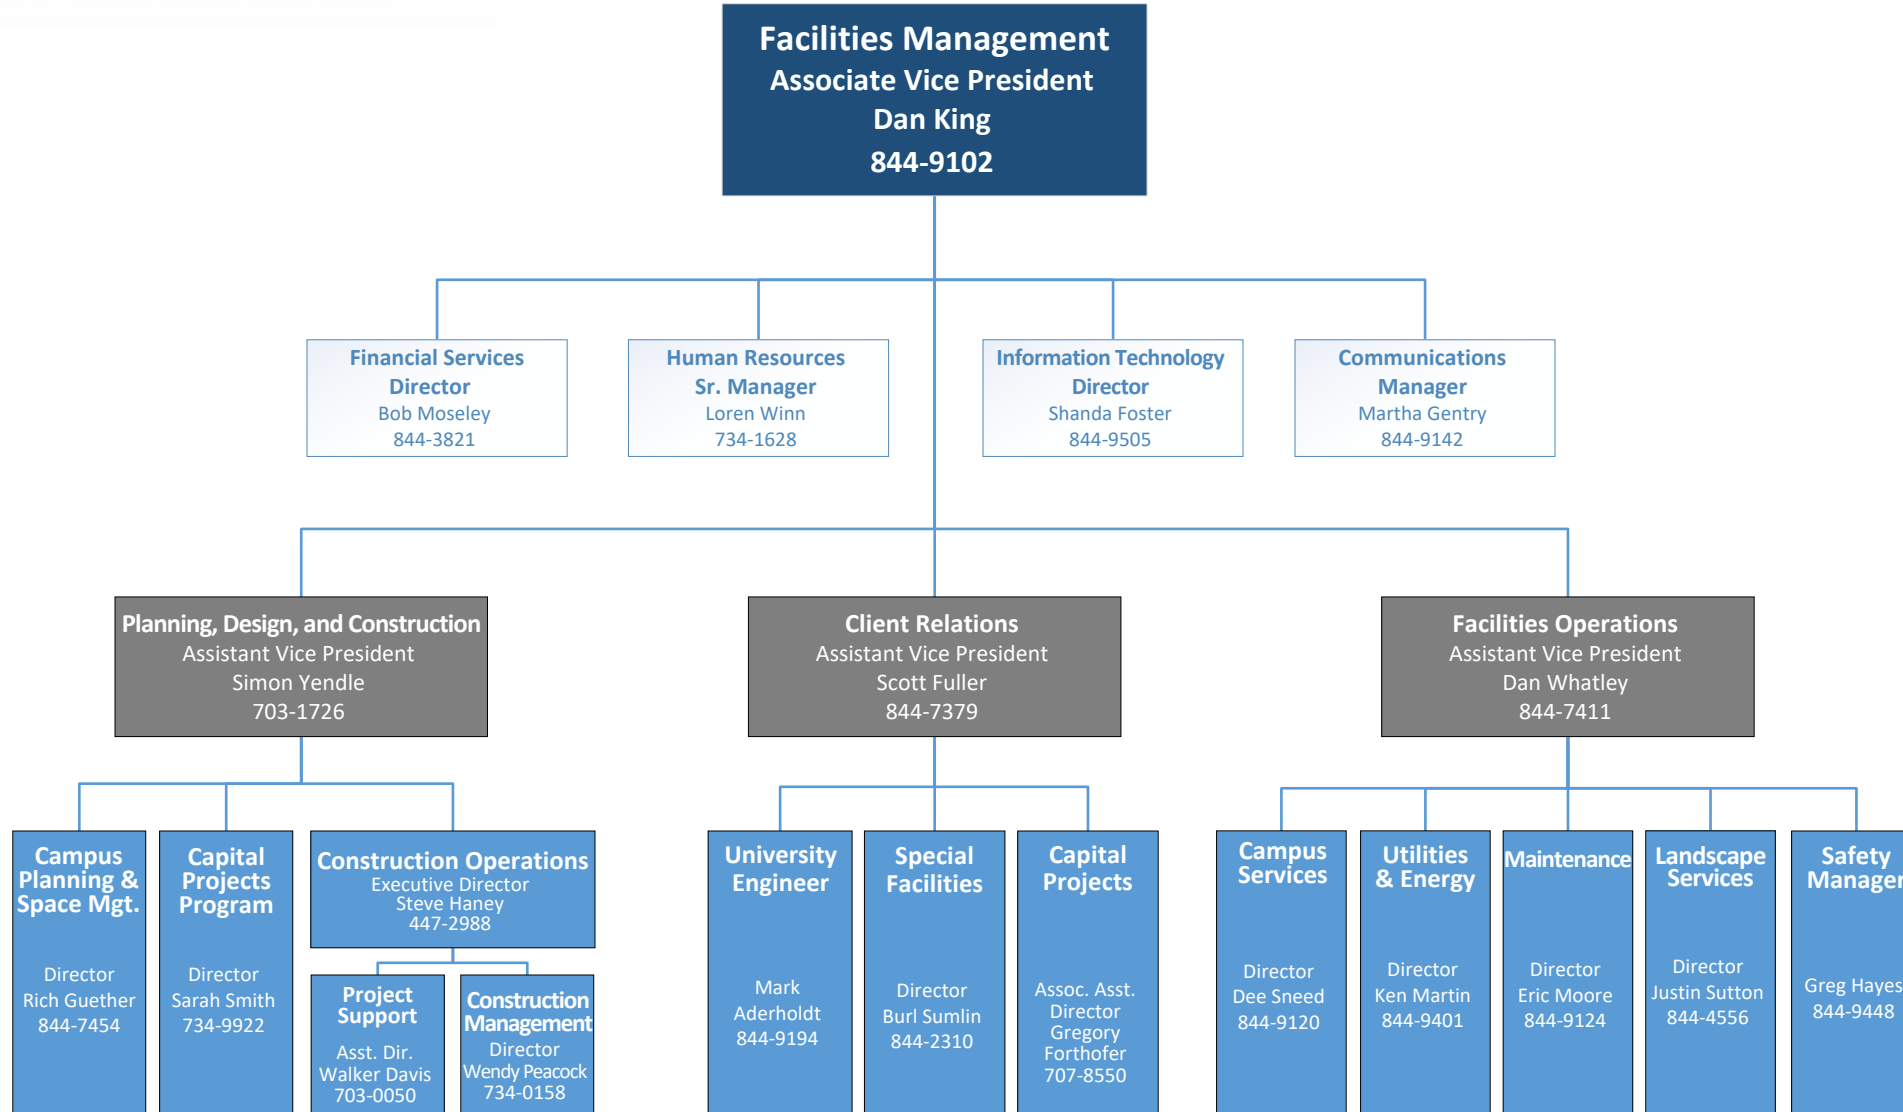 Facilities Management
Associate Vice President
Dan King
844-9102
Financial Services
Director
Bob Moseley
844-3821
Human Resources
Sr. Manager
Loren Winn
734-1628
Information Technology
Director
Shanda Foster
844-9505
Communications
Manager
Martha Gentry
844-9142
Planning, Design, and Construction
Assistant Vice President
Simon Yendle
703-1726
Client Relations
Assistant Vice President
Scott Fuller
844-7379
Facilities Operations
Assistant Vice President
Dan Whatley
844-7411
Campus
Planning &
Space Mgt.
Director
Rich Guether
844-7454
Capital
Projects
Program
Director
Sarah Smith
734-9922
Construction Operations
Executive Director
Steve Haney
447-2988
Project
Support
Asst. Dir.
Walker Davis
703-0050
Construction
Management
Director
Wendy Peacock
734-0158
University
Engineer
Mark
Aderholdt
844-9194
Special
Facilities
Director
Burl Sumlin
844-2310
Capital
Projects
Assoc. Asst.
Director
Gregory
Forthofer
707-8550
Campus
Services
Director
Dee Sneed
844-9120
Utilities
& Energy
Director
Ken Martin
844-9401
Maintenance
Director
Eric Moore
844-9124
Landscape
Services
Director
Justin Sutton
844-4556
Safety
Manager
Greg Hayes
844-9448